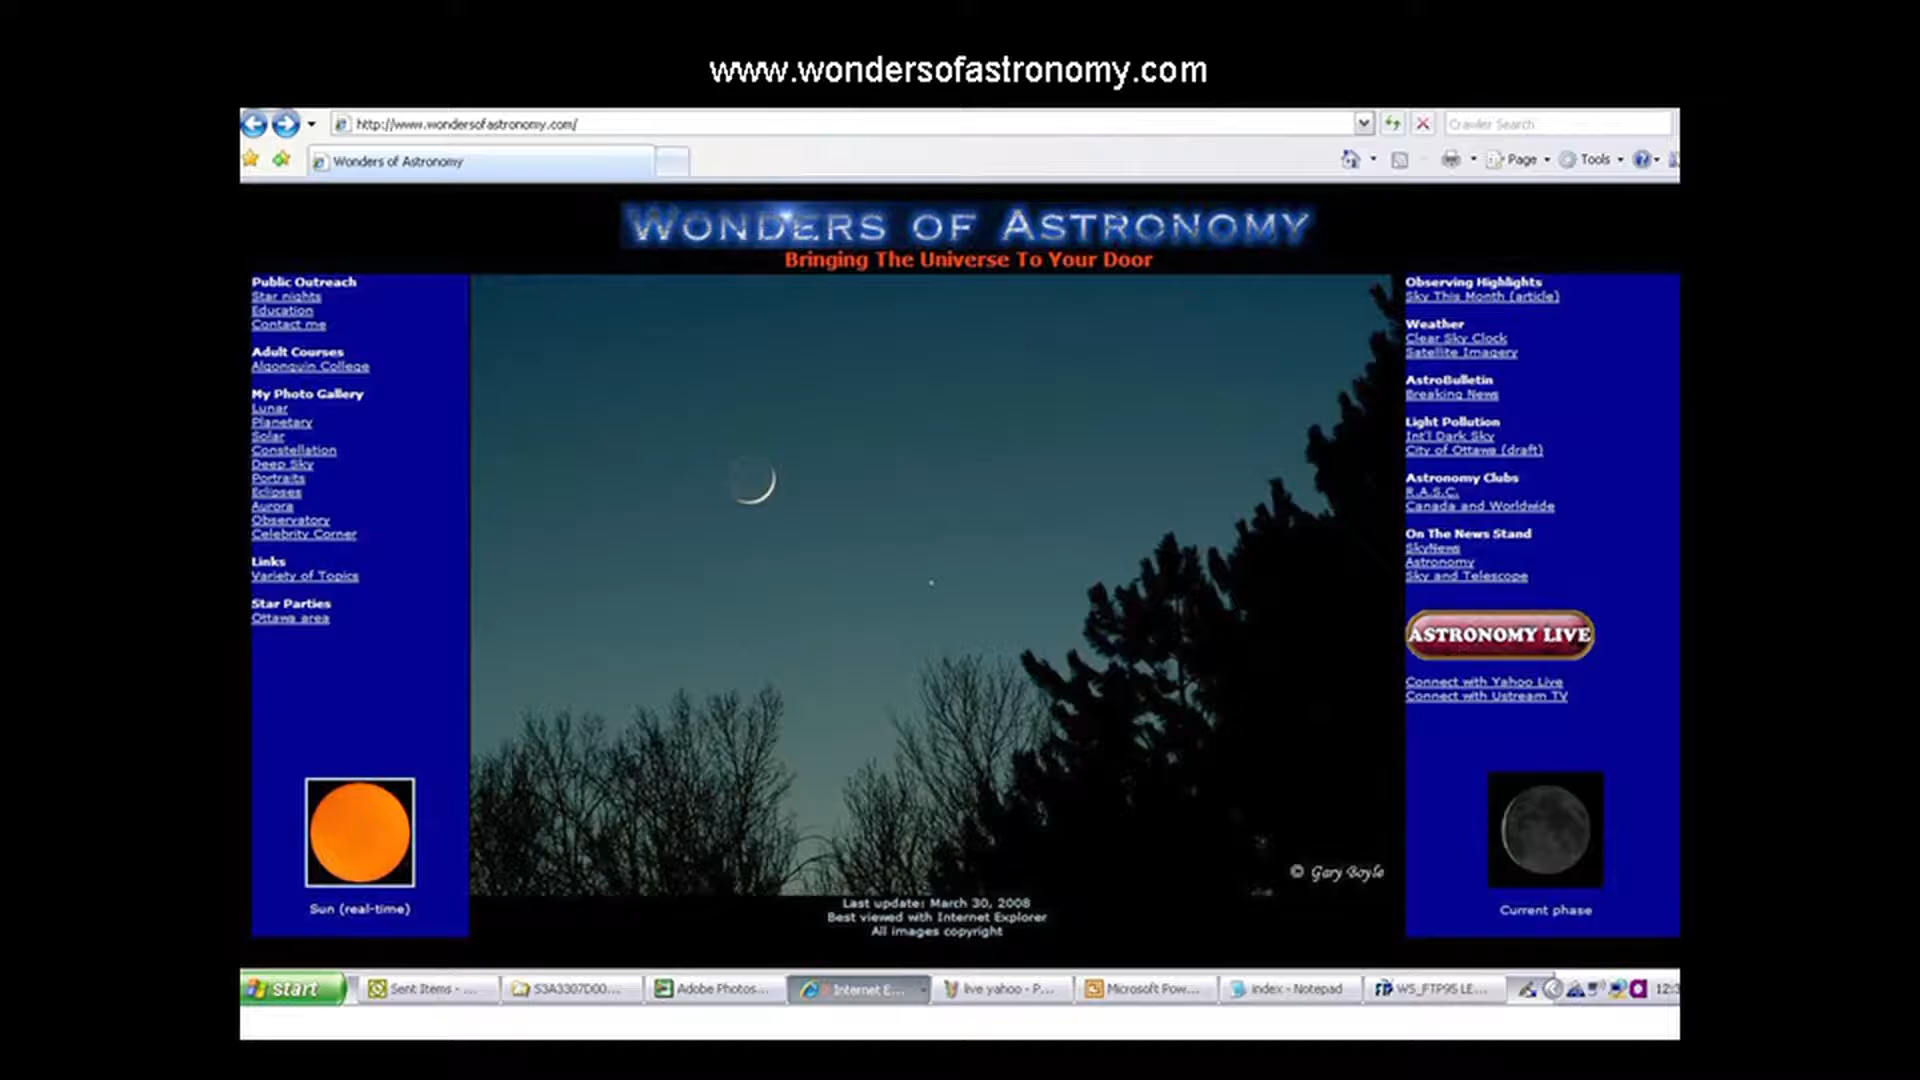 www.wondersofastronomy.com
http://www.wondersofastronomy.com/
Crawler Search
Wonders of Astronomy
Page
Tools
WONDERS OF ASTRONOMY
Bringing The Universe To Your Door
Public Outreach
Star nights
Education
Contact me
Adult Courses
Algonquin College
My Photo Gallery
Lunar
Planetary
Solar
Constellation
Deep Sky
Portraits
Eclipses
Aurora
Observatory
Celebrity Corner
Links
Variety of Topics
Star Parties
Ottawa area
Sun (real-time)
© Gary Boyle
Last update: March 30, 2008
Best viewed with Internet Explorer
All images copyright
Observing Highlights
Sky This Month (article)
Weather
Clear Sky Clock
Satellite Imagery
AstroBulletin
Breaking News
Light Pollution
Int'l Dark Sky
City of Ottawa (draft)
Astronomy Clubs
R.A.S.C.
Canada and Worldwide
On The News Stand
SkyNews
Astronomy
Sky and Telescope
ASTRONOMY LIVE
Connect with Yahoo Live
Connect with Ustream TV
Current phase
start
Sent Items - ...
S3A3307D00...
Adobe Photos...
Internet E...
live yahoo - P...
Microsoft Pow...
index - Notepad
WS_FTP95 LE...